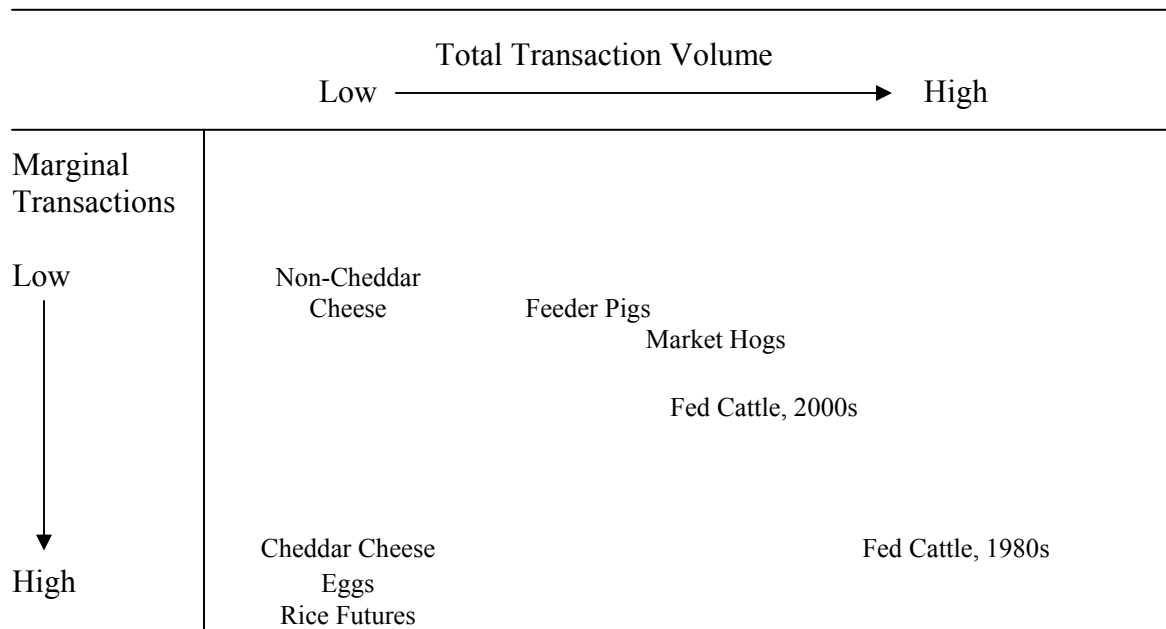 Total Transaction Volume
Low High
Marginal
Transactions
Low
Non-Cheddar
Cheese
Feeder Pigs
Market Hogs
Fed Cattle, 2000s
Cheddar Cheese
Fed Cattle, 1980s
High
Eggs
Rice Futures